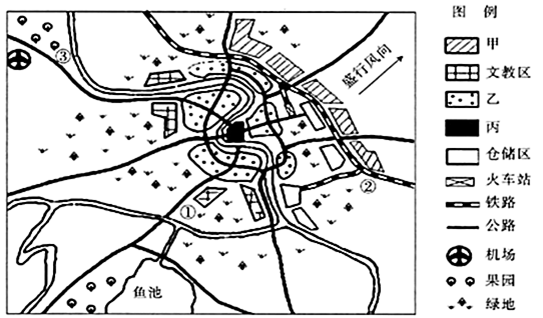 ③
盛行风向
②
①
鱼池
图 例
甲
文教区
乙
丙
仓储区
火车站
铁路
公路
机场
果园
绿地